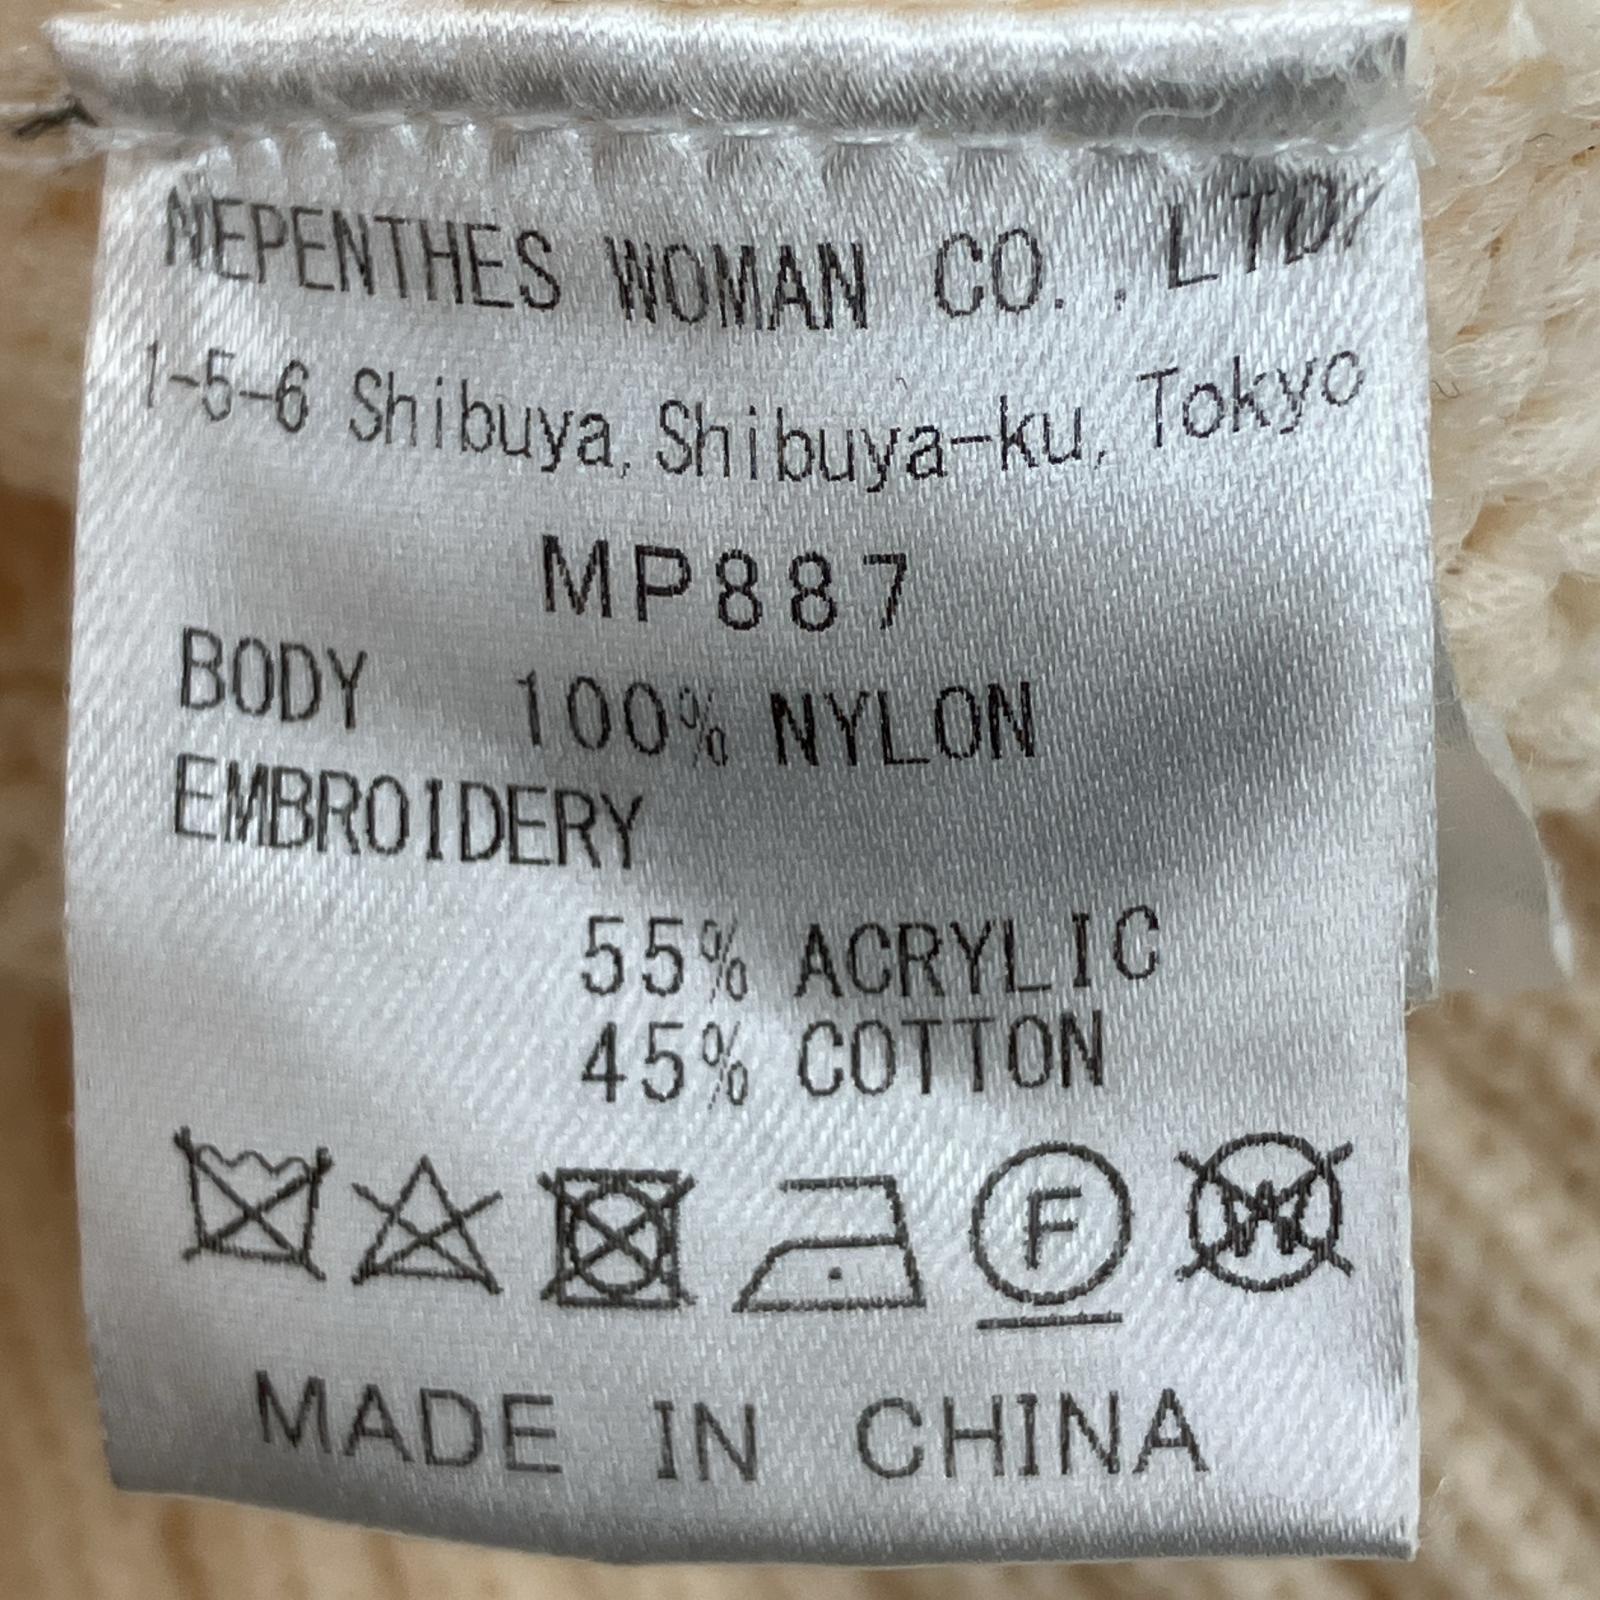 NEPENTHES WOMAN CO.,LTD.
1-5-6 Shibuya, Shibuya-ku, Tokyo
MP887
BODY 100% NYLON
EMBROIDERY
55% ACRYLIC
45% COTTON
F W
MADE IN CHINA